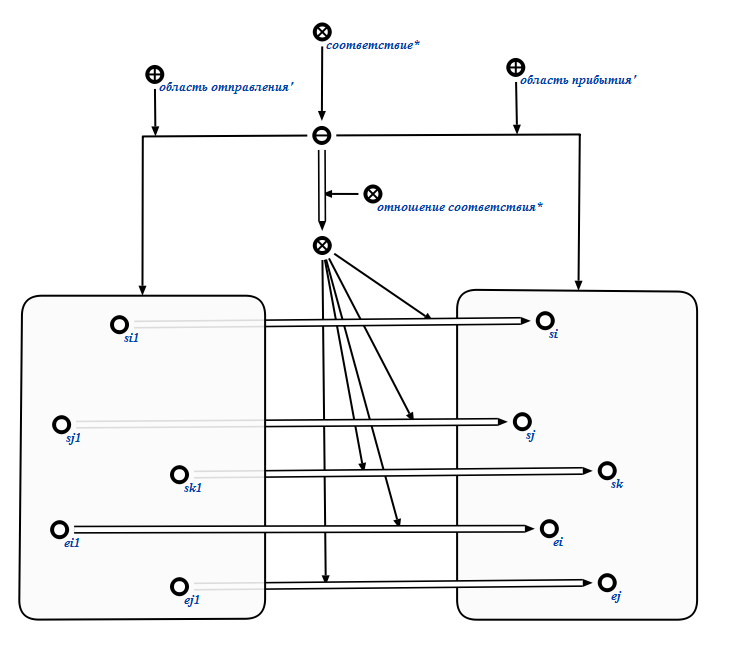 соответствие*
область отправления'
область прибытия'
отношение соответствия*
si1
si
sj1
sj
sk1
sk
ei1
ei
ej1
ej